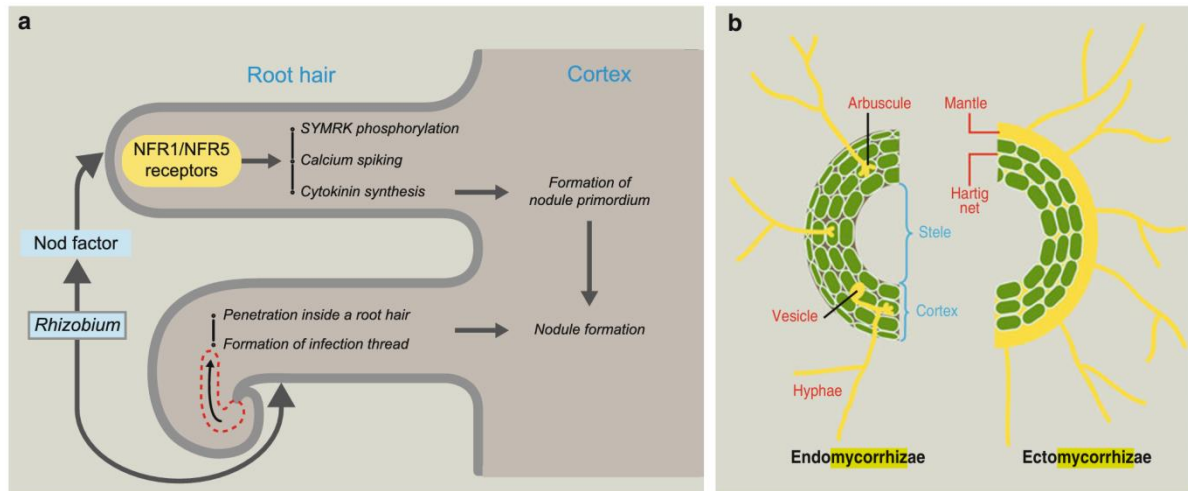 a
Root hair
Cortex
NFR1/NFR5
receptors
SYMRK phosphorylation
Calcium spiking
Cytokinin synthesis
Formation of
nodule primordium
Nod factor
Rhizobium
Penetration inside a root hair
Formation of infection thread
Nodule formation
b
Arbuscule
Mantle
Hartig
net
Stele
Vesicle
Cortex
Hyphae
Endomycorrhizae
Ectomycorrhizae